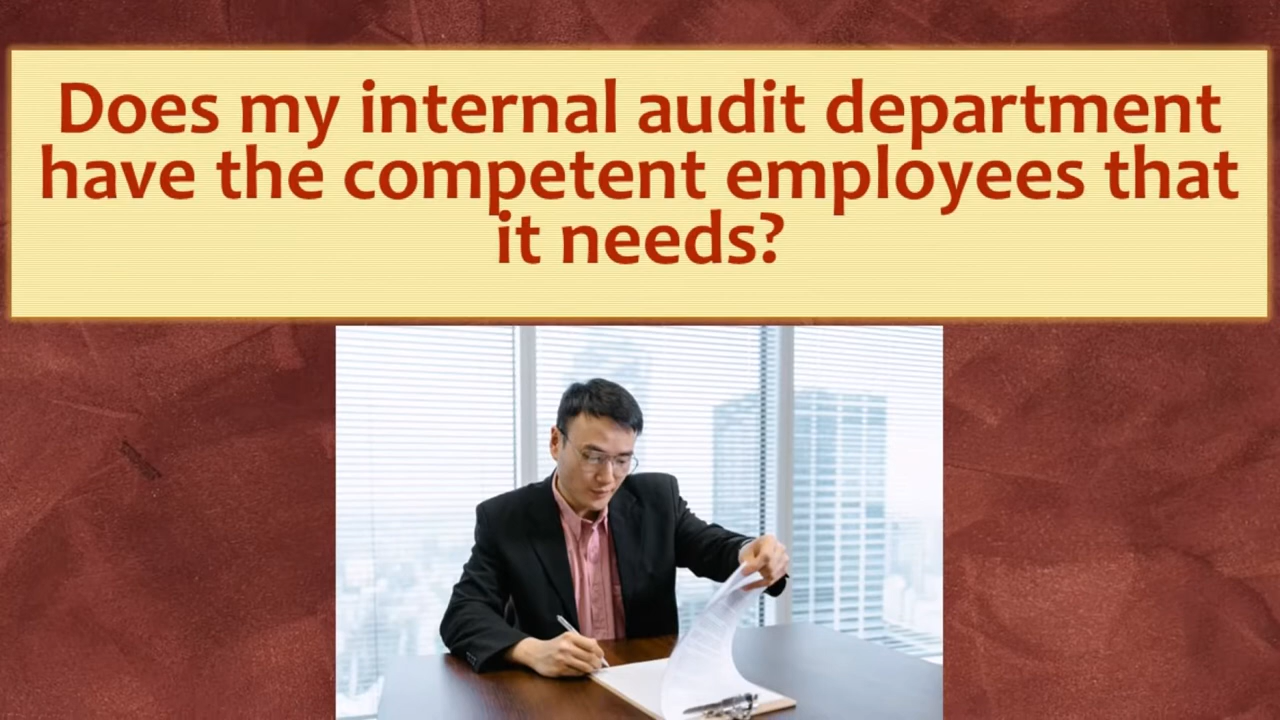 Does my internal audit department
have the competent employees that
it needs?